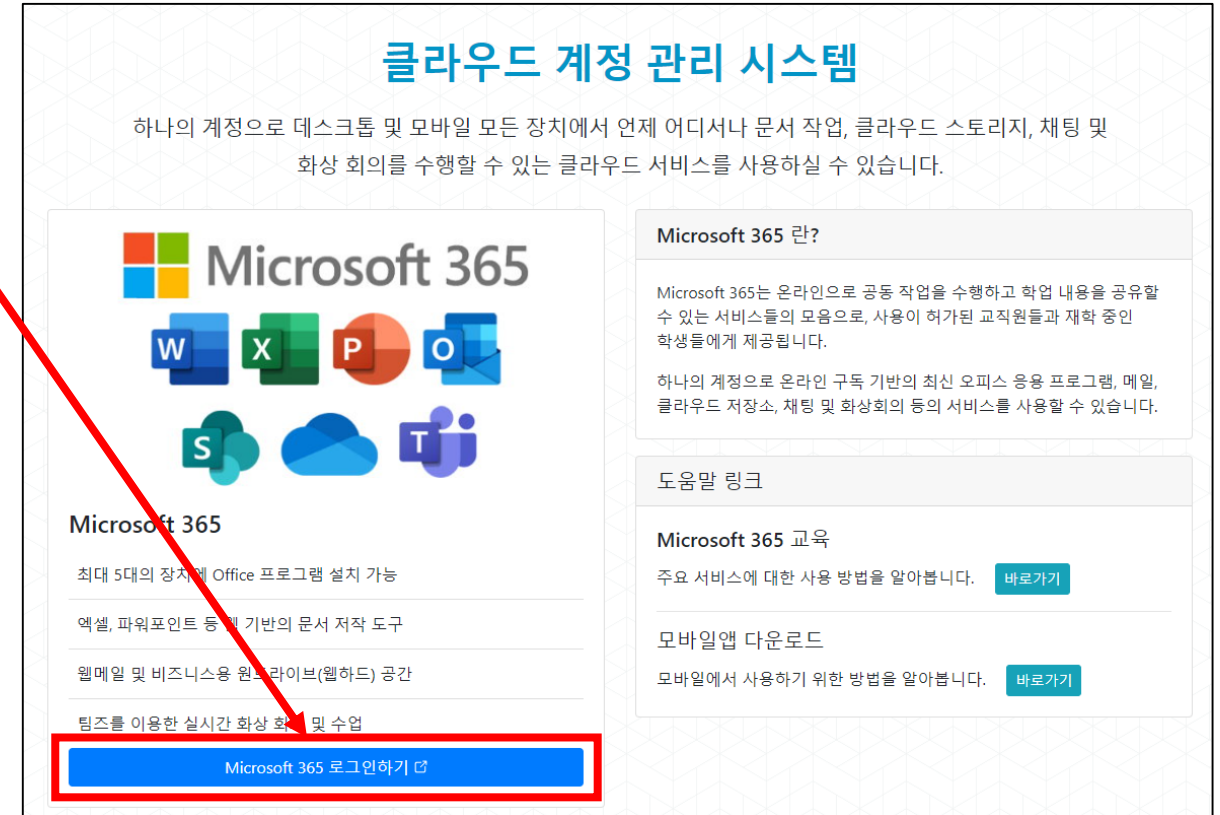 클라우드 계정 관리 시스템
하나의 계정으로 데스크톱 및 모바일 모든 장치에서 언제 어디서나 문서 작업, 클라우드 스토리지, 채팅 및
화상 회의를 수행할 수 있는 클라우드 서비스를 사용하실 수 있습니다.
Microsoft 365
W X P O
S T
Microsoft 365
최대 5대의 장치에 Office 프로그램 설치 가능
엑셀, 파워포인트 등 웹 기반의 문서 저작 도구
웹메일 및 비즈니스용 원드라이브(웹하드) 공간
팀즈를 이용한 실시간 화상 회의 및 수업
Microsoft 365 로그인하기
Microsoft 365 란?
Microsoft 365는 온라인으로 공동 작업을 수행하고 학업 내용을 공유할
수 있는 서비스들의 모음으로, 사용이 허가된 교직원들과 재학 중인
학생들에게 제공됩니다.
하나의 계정으로 온라인 구독 기반의 최신 오피스 응용 프로그램, 메일,
클라우드 저장소, 채팅 및 화상회의 등의 서비스를 사용할 수 있습니다.
도움말 링크
Microsoft 365 교육
주요 서비스에 대한 사용 방법을 알아봅니다. 바로가기
모바일앱 다운로드
모바일에서 사용하기 위한 방법을 알아봅니다. 바로가기